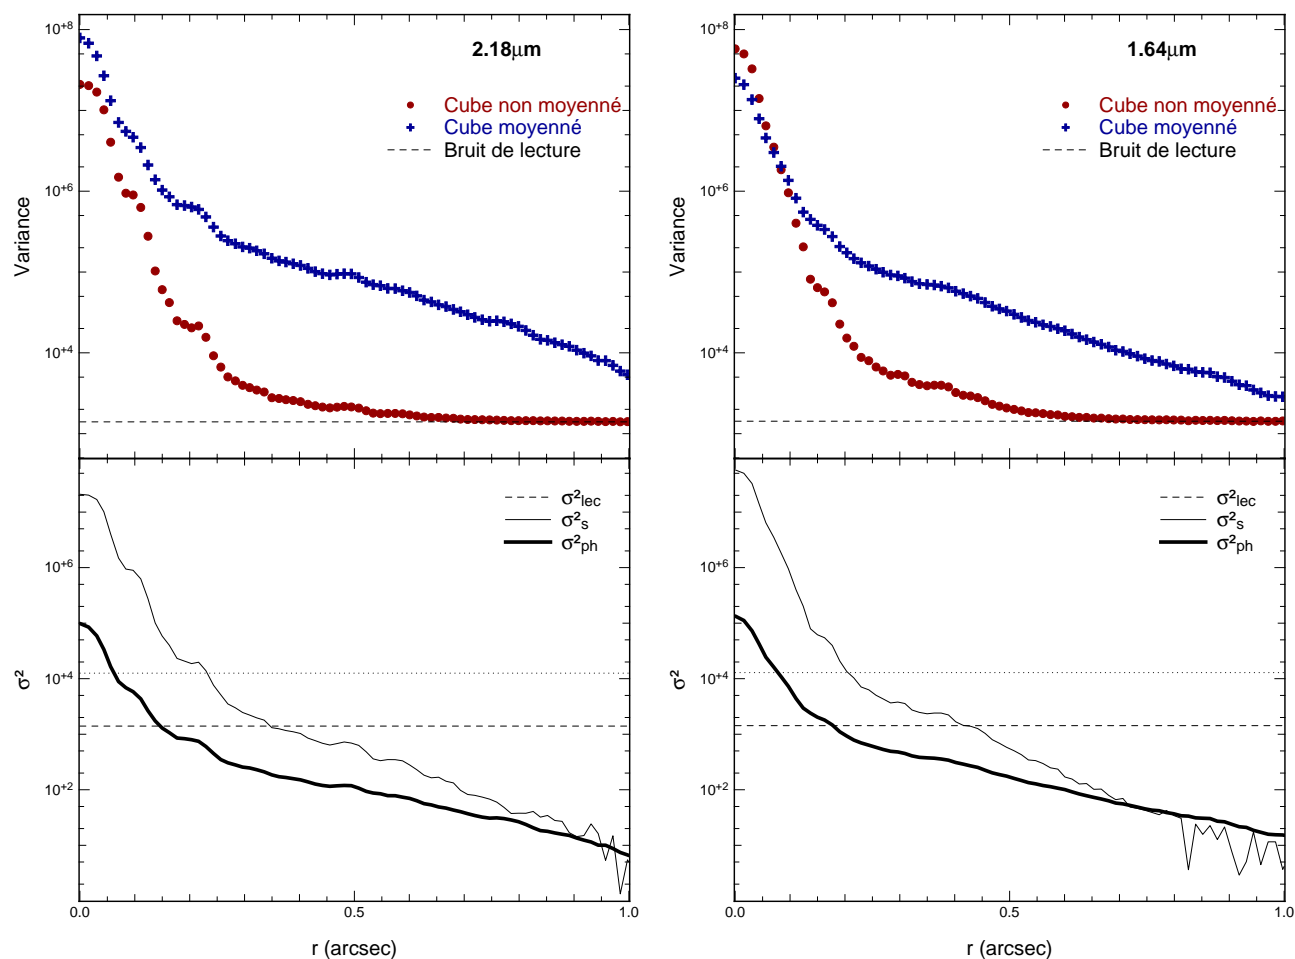 10+8
10+6
10+4
Variance
2.18μm
Cube non moyenné
Cube moyenné
Bruit de lecture
10+8
10+6
10+4
Variance
1.64μm
Cube non moyenné
Cube moyenné
Bruit de lecture
10+6
10+4
10+2
σ²
σ²lec
σ²s
σ²ph
0.0
0.5
1.0
r (arcsec)
10+6
10+4
10+2
σ²
σ²lec
σ²s
σ²ph
0.0
0.5
1.0
r (arcsec)